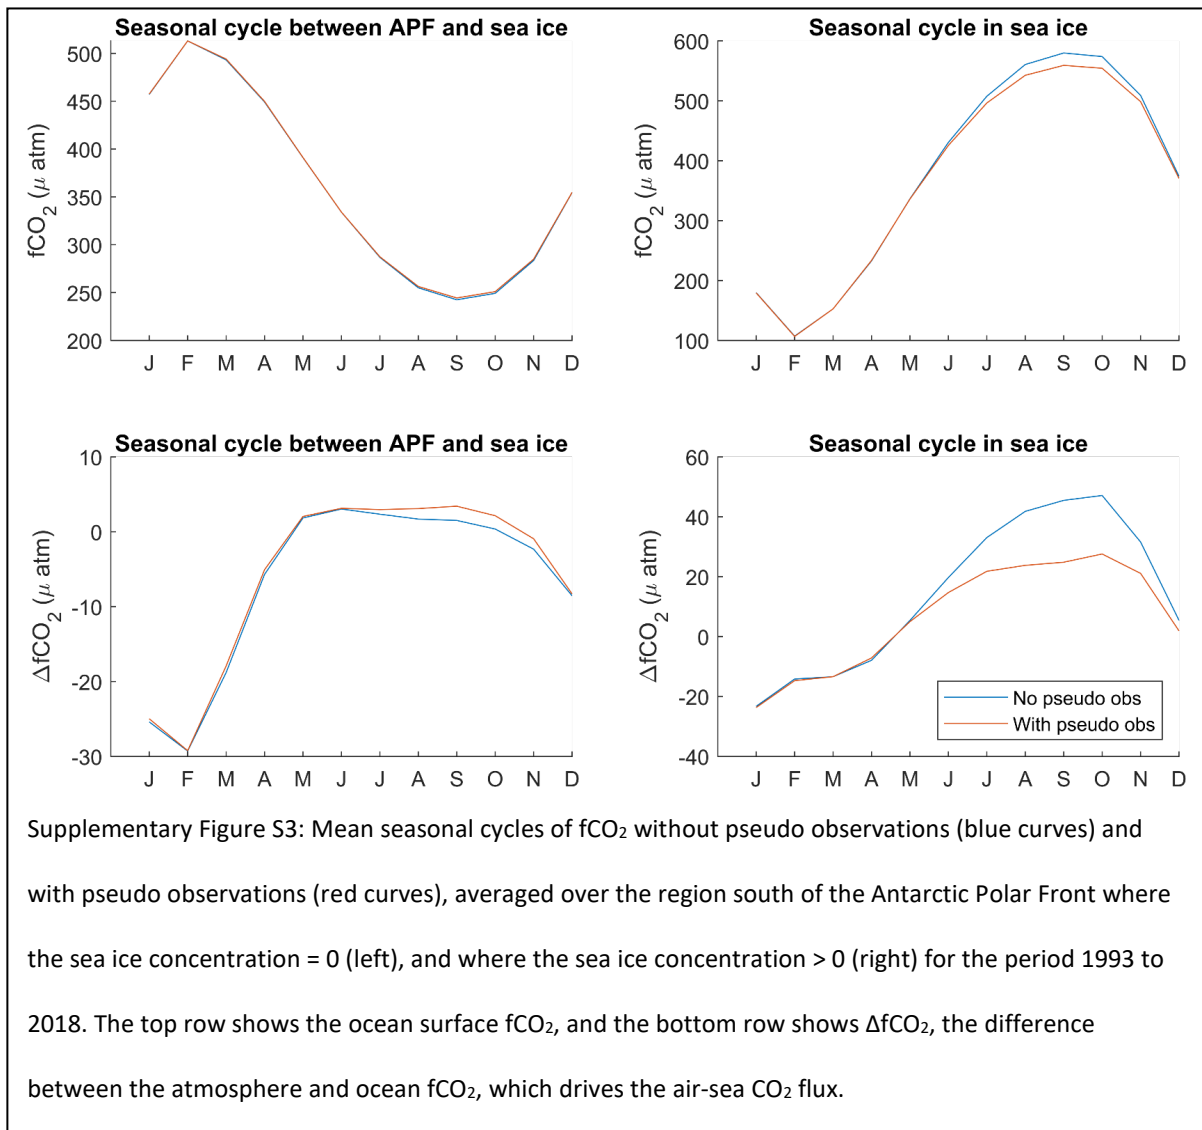 Seasonal cycle between APF and sea ice
fCO2 (μ atm)
500
450
400
350
300
250
200
J F M A M J J A S O N D
Seasonal cycle in sea ice
fCO2 (μ atm)
600
500
400
300
200
100
J F M A M J J A S O N D
Seasonal cycle between APF and sea ice
ΔfCO2 (μ atm)
10
0
-10
-20
-30
J F M A M J J A S O N D
Seasonal cycle in sea ice
ΔfCO2 (μ atm)
60
40
20
0
-20
-40
J F M A M J J A S O N D
No pseudo obs
With pseudo obs
Supplementary Figure S3: Mean seasonal cycles of fCO2 without pseudo observations (blue curves) and
with pseudo observations (red curves), averaged over the region south of the Antarctic Polar Front where
the sea ice concentration = 0 (left), and where the sea ice concentration > 0 (right) for the period 1993 to
2018. The top row shows the ocean surface fCO2, and the bottom row shows ΔfCO2, the difference
between the atmosphere and ocean fCO2, which drives the air-sea CO2 flux.